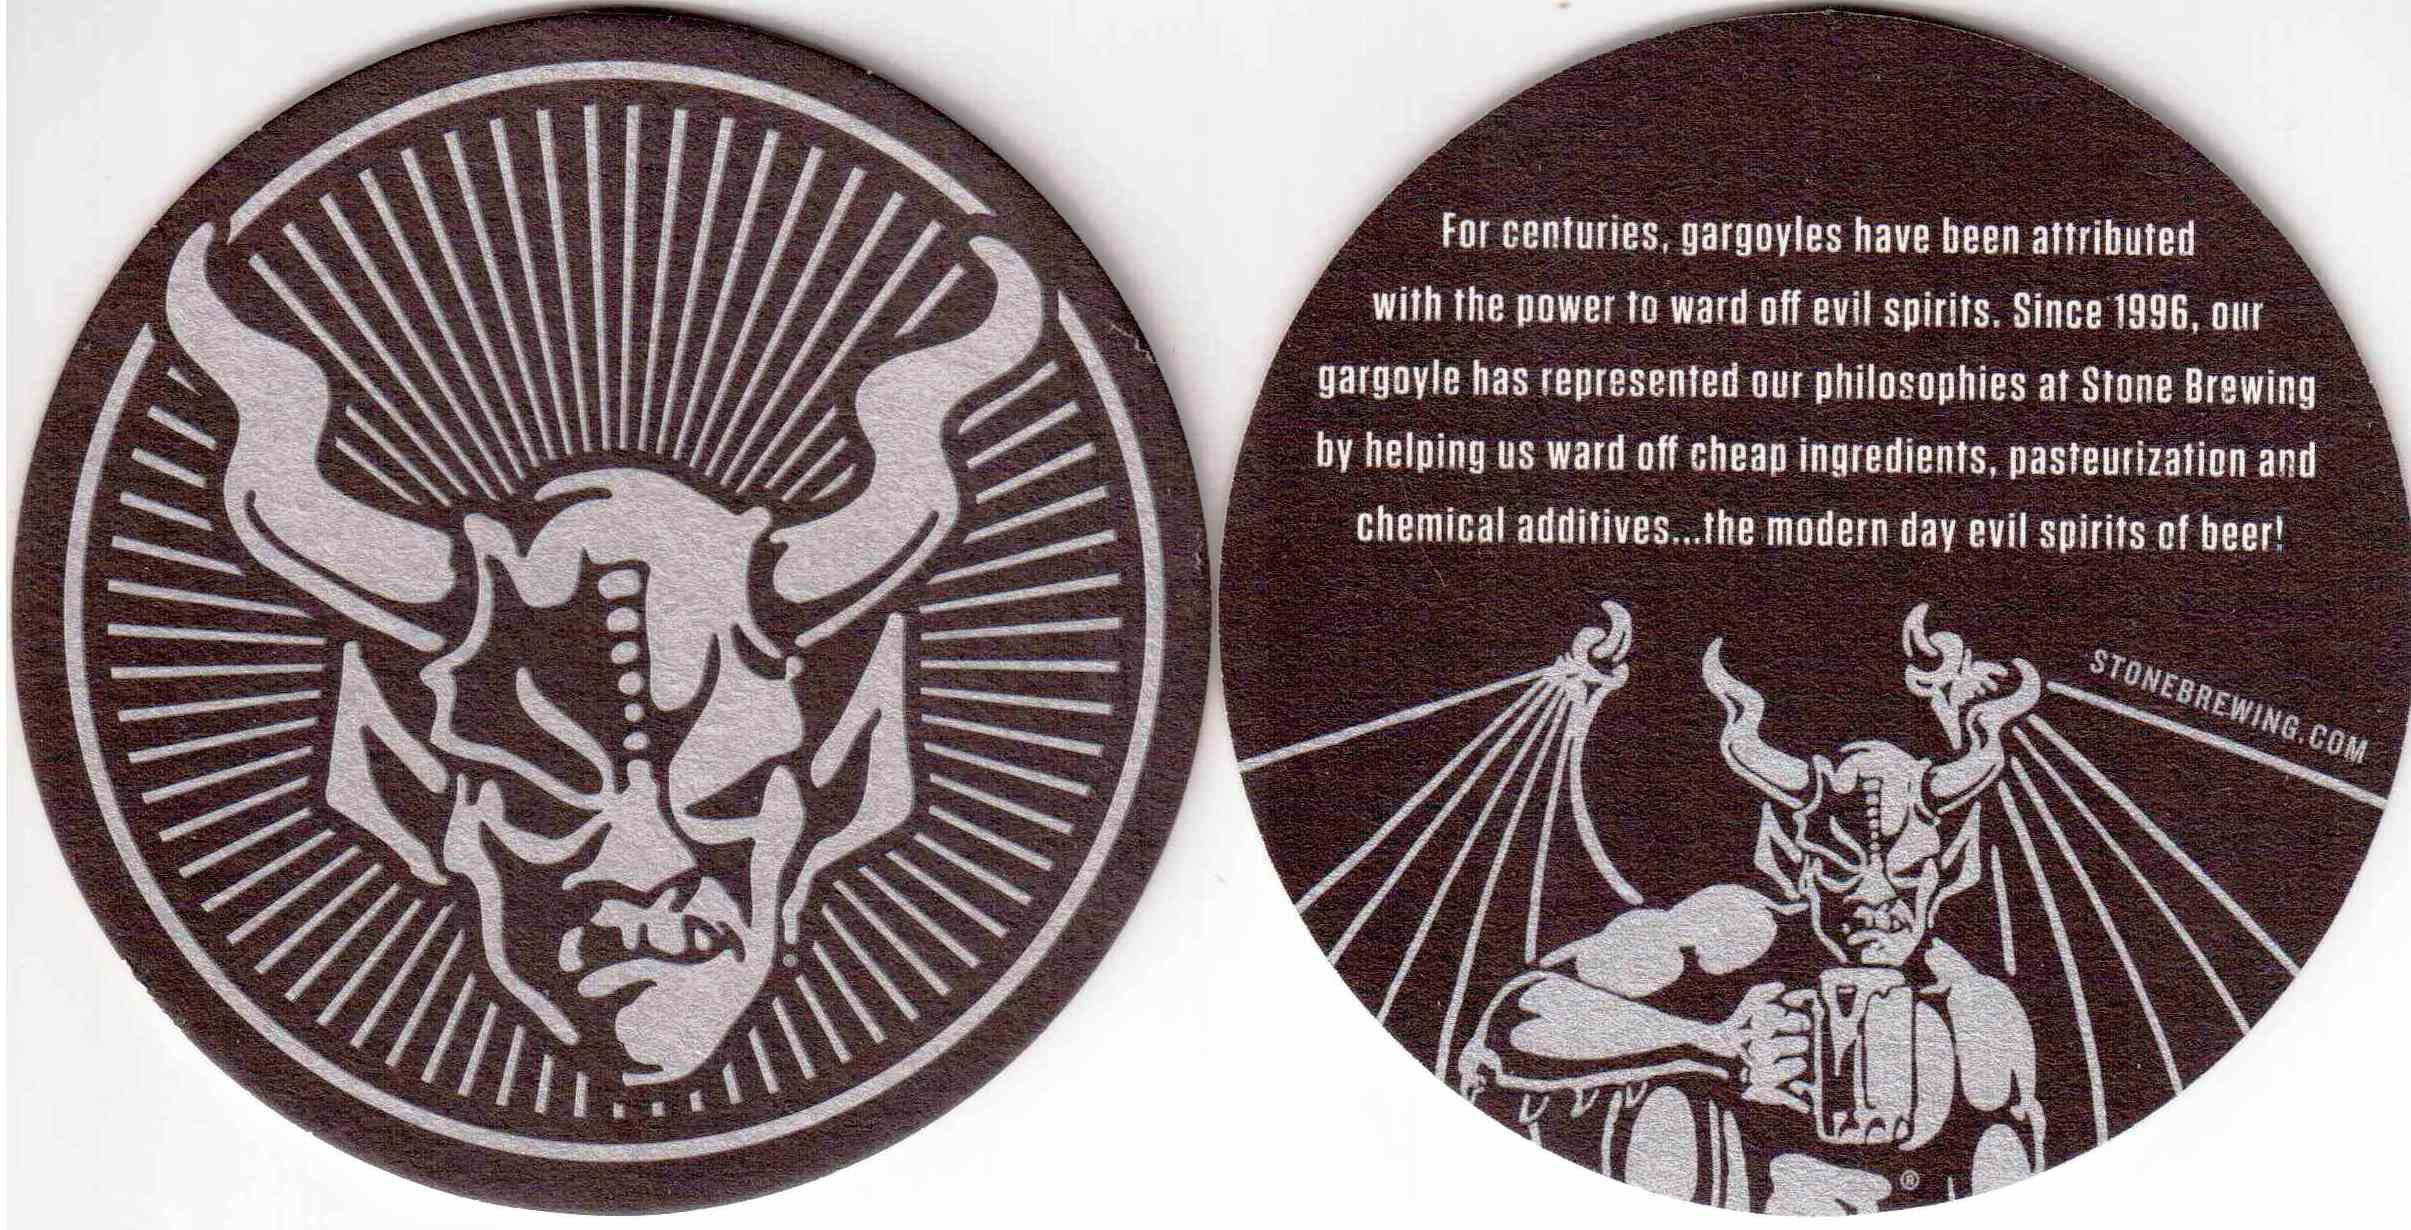 For centuries, gargoyles have been attributed
with the power to ward off evil spirits. Since 1996, our
gargoyle has represented our philosophies at Stone Brewing
by helping us ward off cheap ingredients, pasteurization and
chemical additives...the modern day evil spirits of beer!
STONEBREWING.COM
®